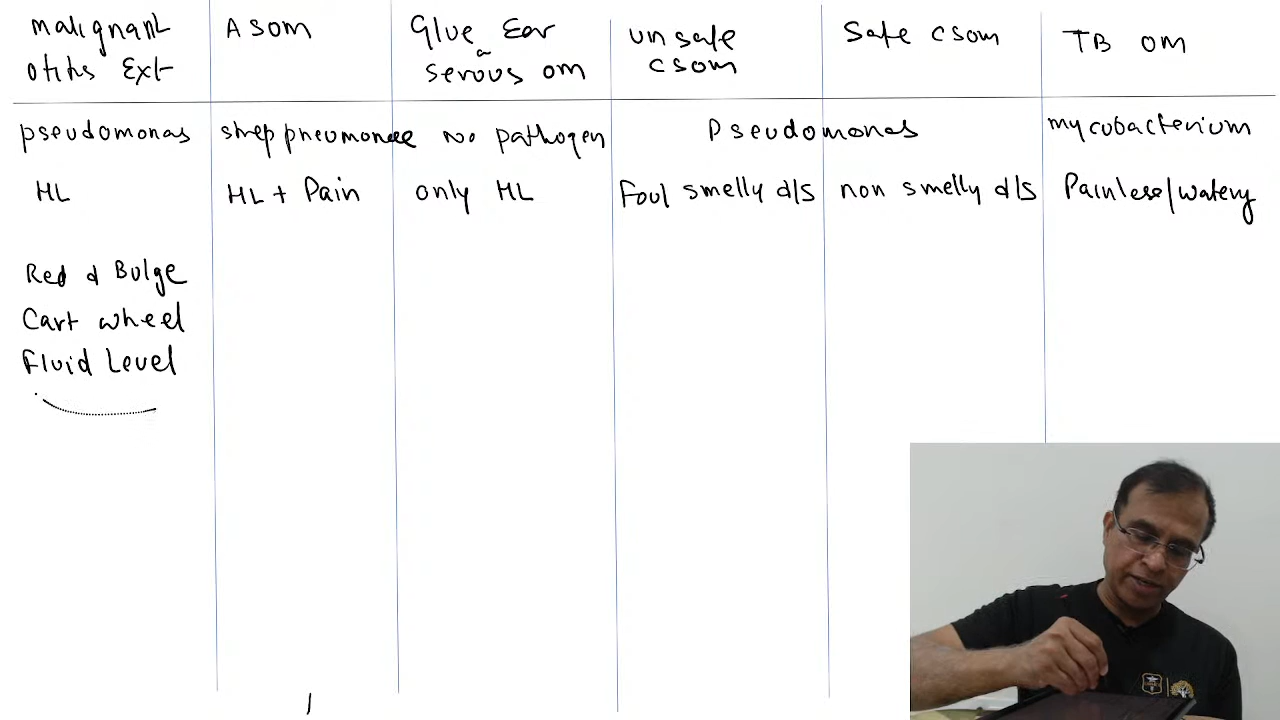 malignant
otitis Ext
ASOM
Glue Ear
serous om
unsafe
csom
Safe csom
TB om
pseudomonas
strep pneumonae
no pathogen
Pseudomonas
mycobacterium
HL
HL + Pain
only HL
Foul smelly d/s
non smelly d/s
Painless/watery
Red & Bulge
Cart wheel
Fluid Level